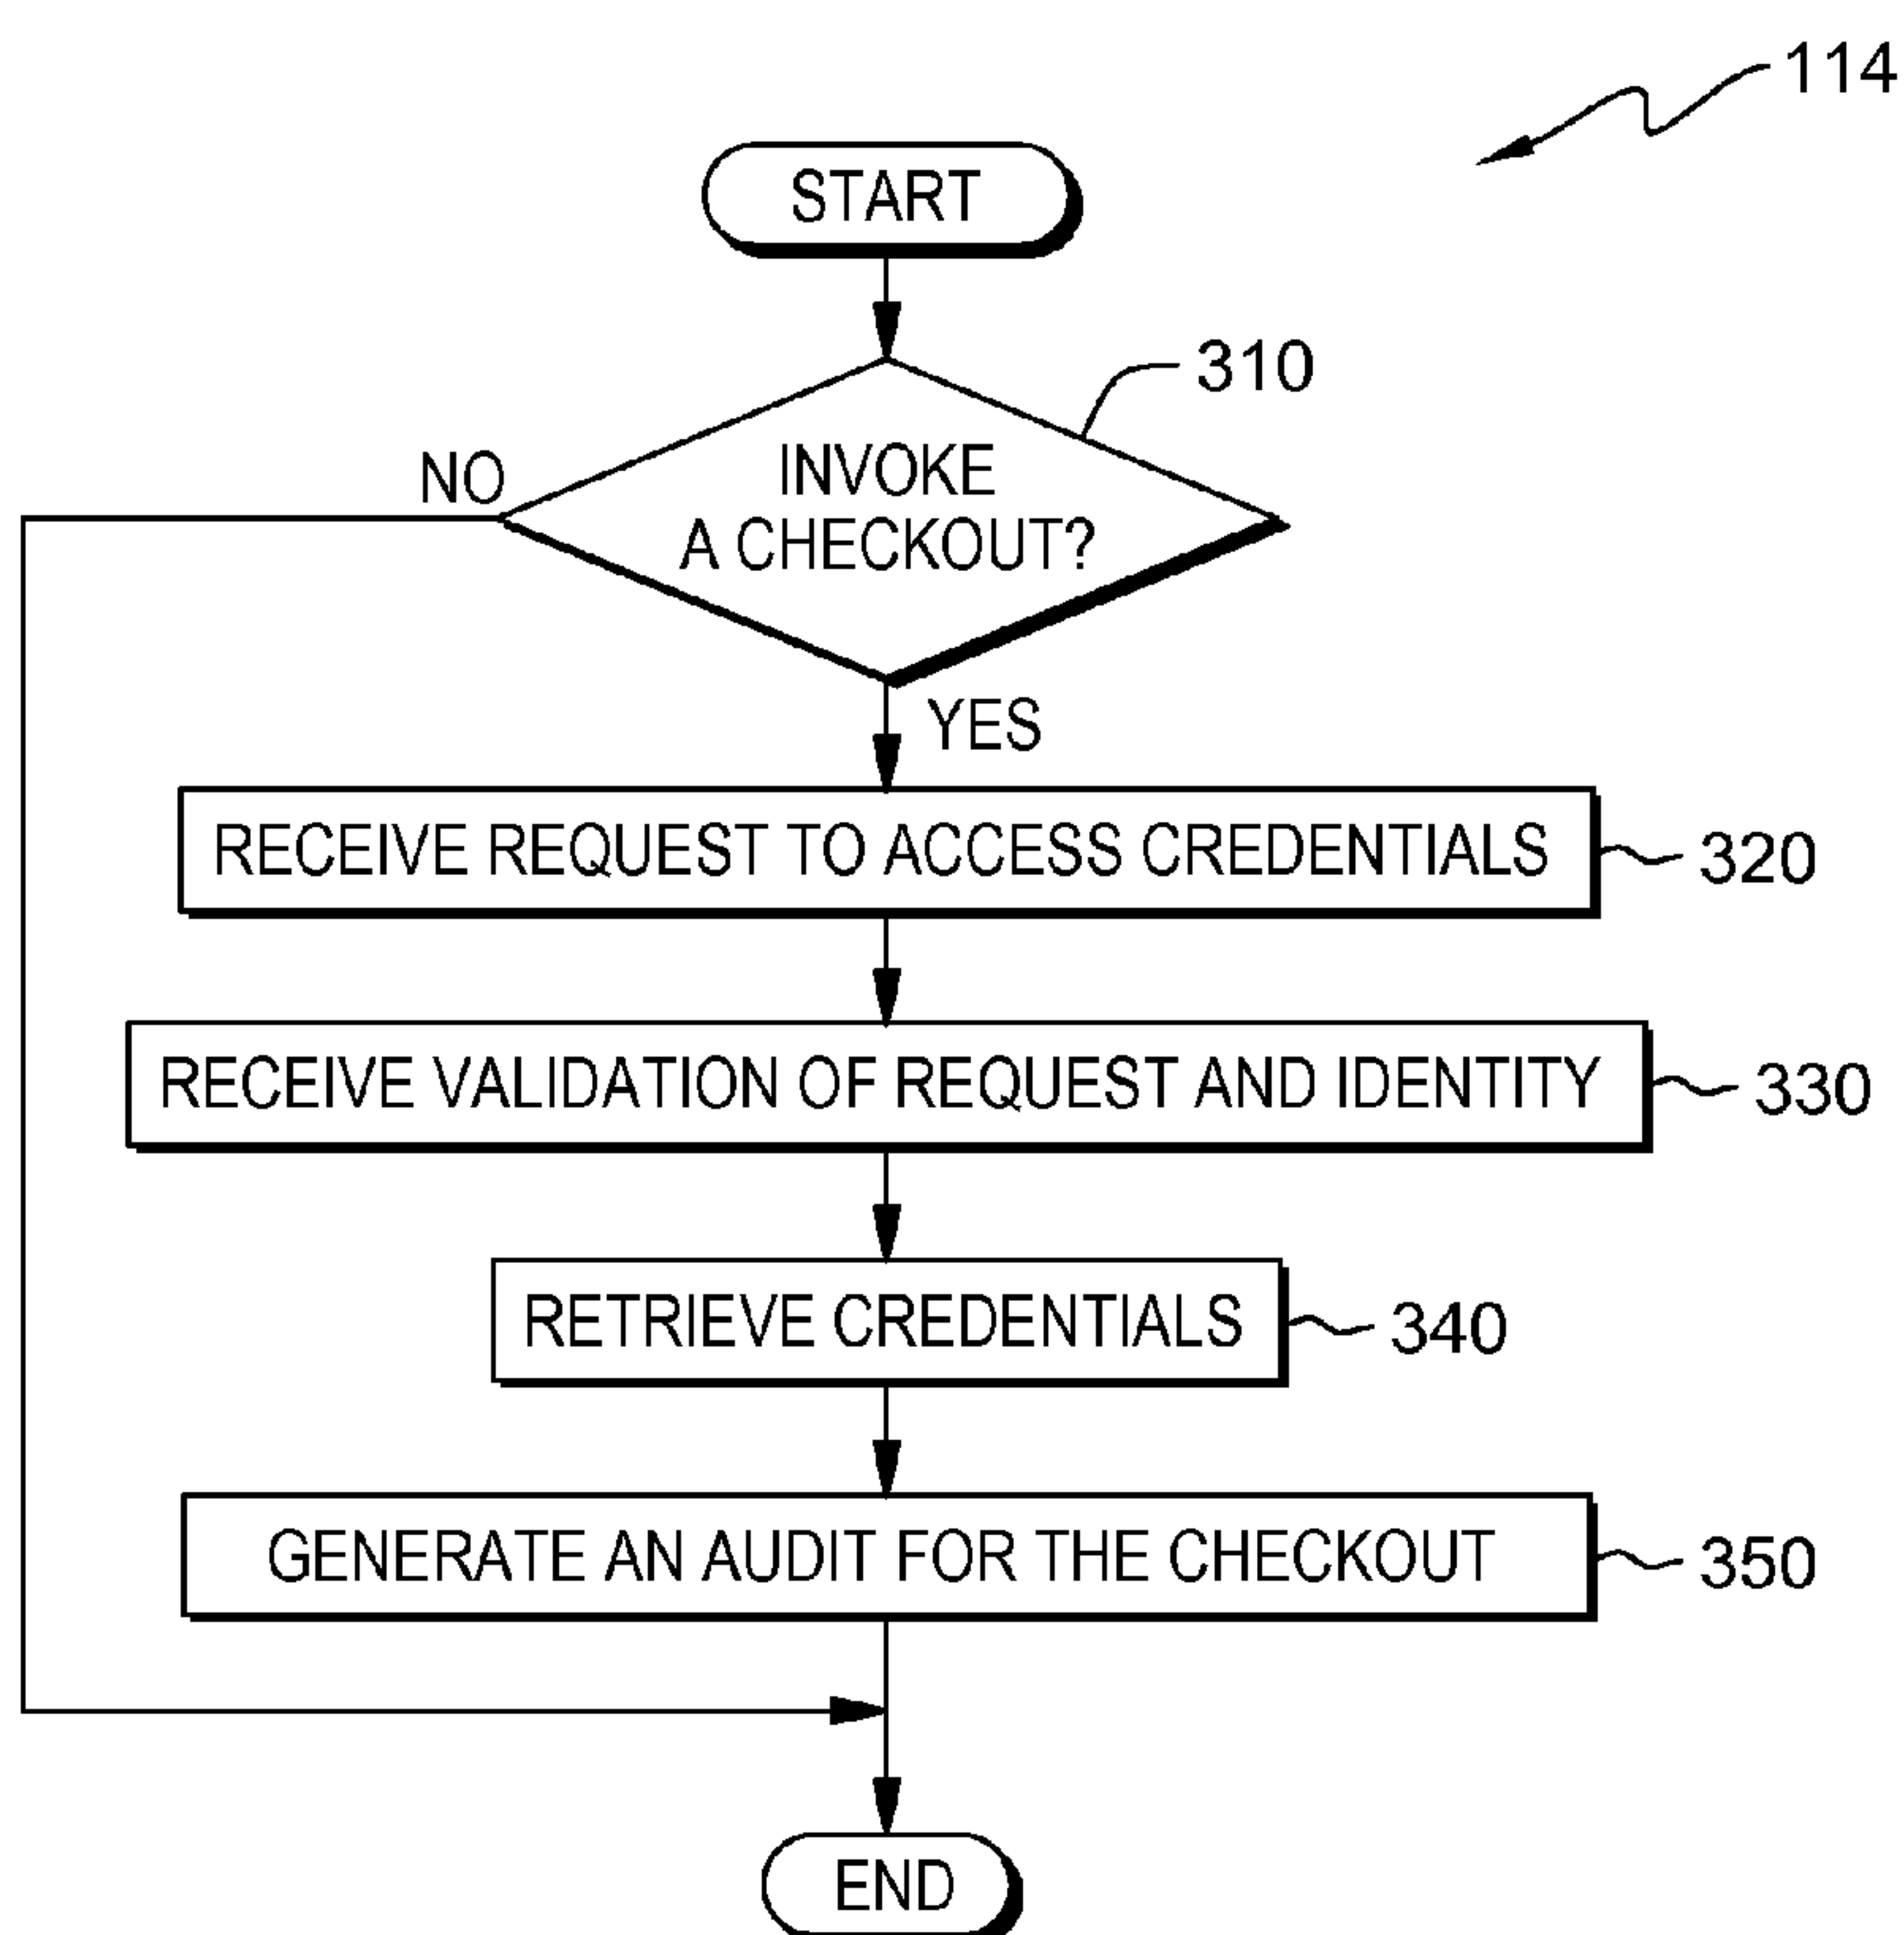 114
START
310
NO
INVOKE
A CHECKOUT?
YES
RECEIVE REQUEST TO ACCESS CREDENTIALS
320
RECEIVE VALIDATION OF REQUEST AND IDENTITY
330
RETRIEVE CREDENTIALS
340
GENERATE AN AUDIT FOR THE CHECKOUT
350
END